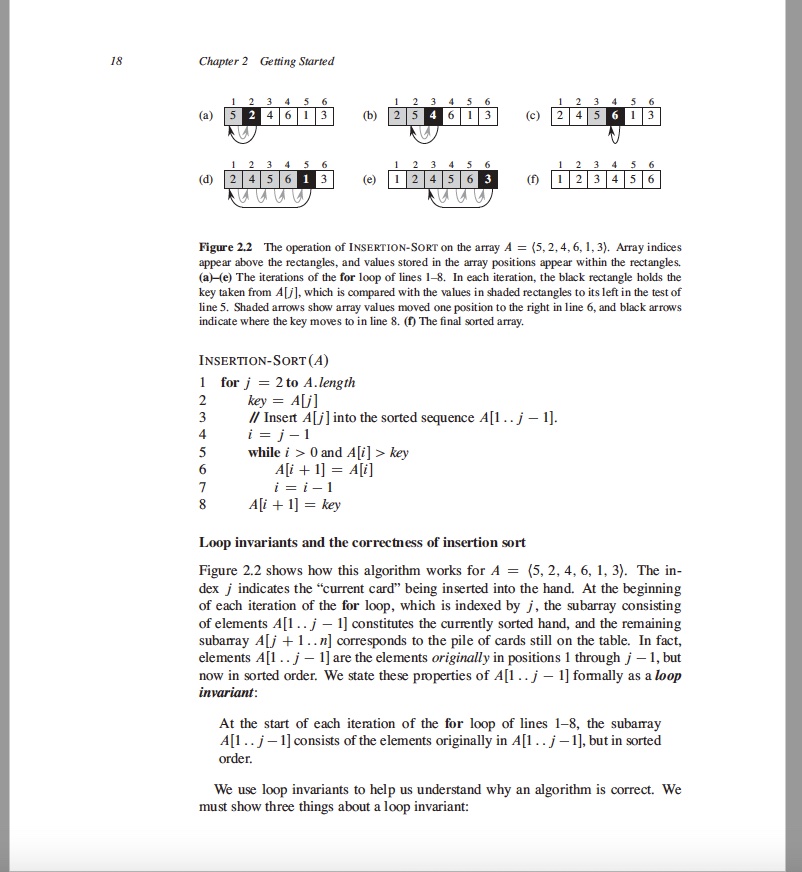 18 Chapter 2 Getting Started
1 2 3 4 5 6 1 2 3 4 5 6 1 2 3 4 5 6
(a) 5 2 4 6 1 3 (b) 2 5 4 6 1 3 (c) 2 4 5 6 1 3
1 2 3 4 5 6 1 2 3 4 5 6 1 2 3 4 5 6
(d) 2 4 5 6 1 3 (e) 1 2 4 5 6 3 (f) 1 2 3 4 5 6
Figure 2.2 The operation of INSERTION-SORT on the array A = ⟨5, 2, 4, 6, 1, 3⟩. Array indices
appear above the rectangles, and values stored in the array positions appear within the rectangles.
(a)–(e) The iterations of the for loop of lines 1–8. In each iteration, the black rectangle holds the
key taken from A[j], which is compared with the values in shaded rectangles to its left in the test of
line 5. Shaded arrows show array values moved one position to the right in line 6, and black arrows
indicate where the key moves to in line 8. (f) The final sorted array.
INSERTION-SORT(A)
1 for j = 2 to A.length
2 key = A[j]
3 // Insert A[j] into the sorted sequence A[1 . . j − 1].
4 i = j − 1
5 while i > 0 and A[i] > key
6 A[i + 1] = A[i]
7 i = i − 1
8 A[i + 1] = key
Loop invariants and the correctness of insertion sort
Figure 2.2 shows how this algorithm works for A = ⟨5, 2, 4, 6, 1, 3⟩. The in-
dex j indicates the “current card” being inserted into the hand. At the beginning
of each iteration of the for loop, which is indexed by j, the subarray consisting
of elements A[1 . . j − 1] constitutes the currently sorted hand, and the remaining
subarray A[j + 1 . . n] corresponds to the pile of cards still on the table. In fact,
elements A[1 . . j − 1] are the elements originally in positions 1 through j − 1, but
now in sorted order. We state these properties of A[1 . . j − 1] formally as a loop
invariant:
At the start of each iteration of the for loop of lines 1–8, the subarray
A[1 . . j − 1] consists of the elements originally in A[1 . . j − 1], but in sorted
order.
We use loop invariants to help us understand why an algorithm is correct. We
must show three things about a loop invariant: